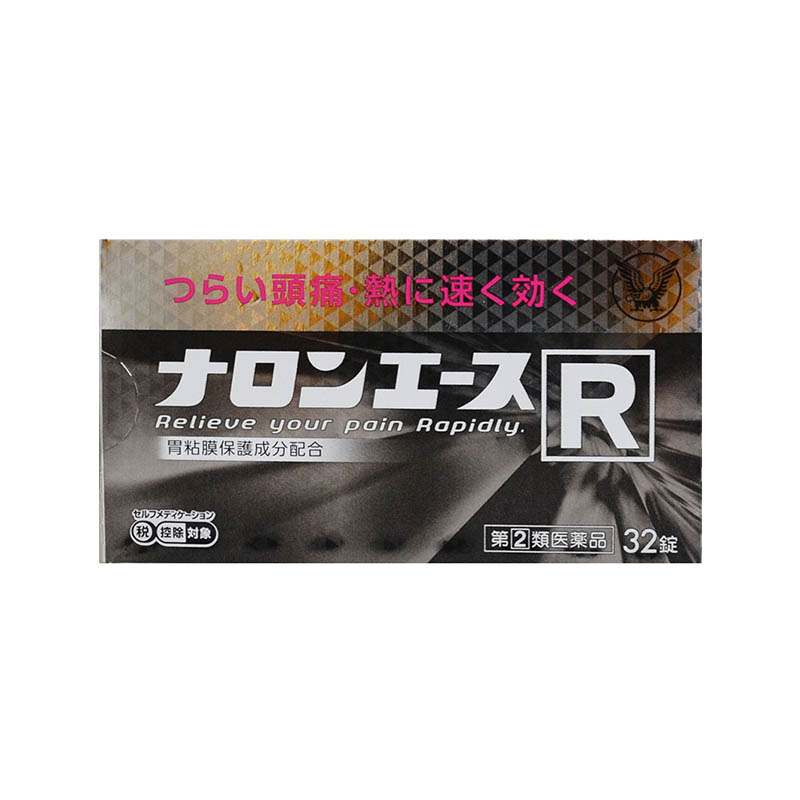 つらい頭痛・熱に速く効く
ナロンエースR
Relieve your pain Rapidly.
胃粘膜保護成分配合
セルフメディケーション
税 控除 対象
第②類医薬品 32錠